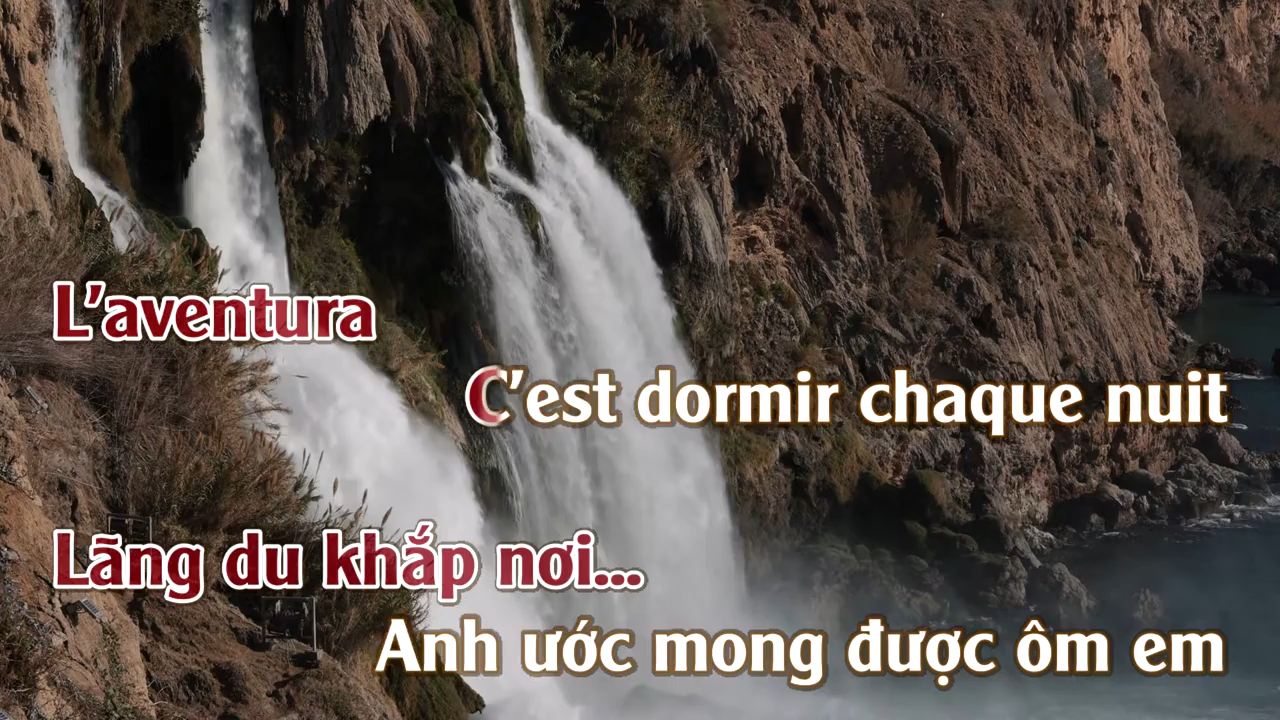 L’aventura
C’est dormir chaque nuit
Lãng du khắp nơi...
Anh ước mong được ôm em